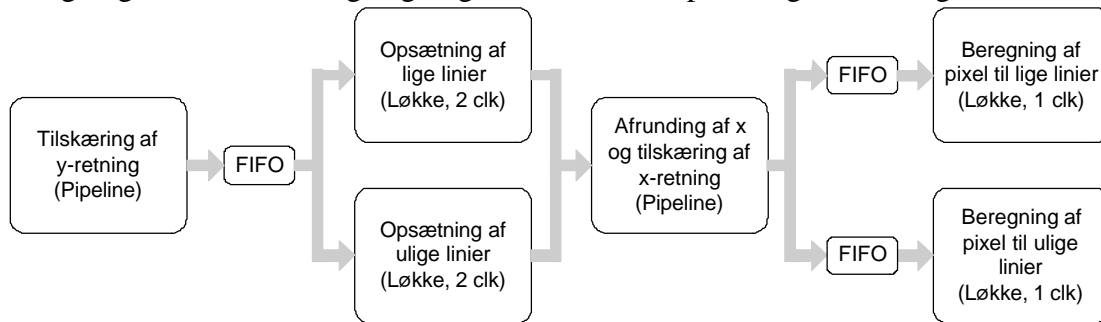 Tilskæring af
y-retning
(Pipeline)
FIFO
Opsætning af
lige linier
(Løkke, 2 clk)
Opsætning af
ulige linier
(Løkke, 2 clk)
Afrunding af x
og tilskæring af
x-retning
(Pipeline)
FIFO
Beregning af
pixel til lige linier
(Løkke, 1 clk)
FIFO
Beregning af
pixel til ulige
linier
(Løkke, 1 clk)